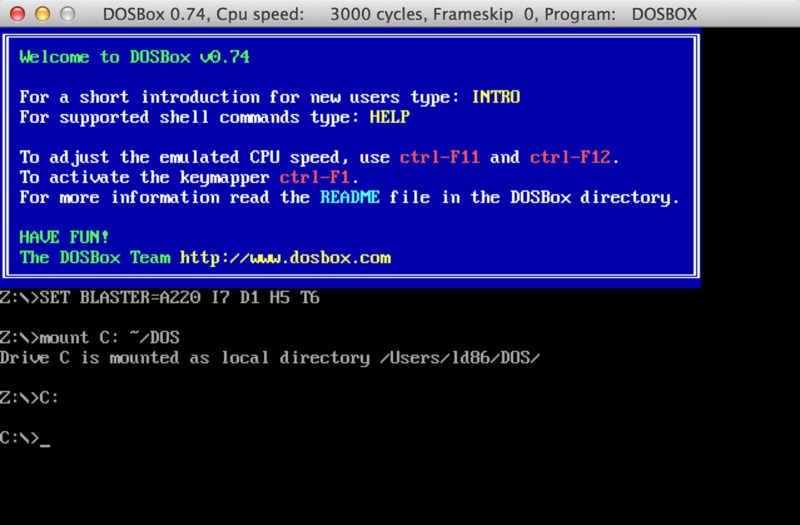 DOSBox 0.74, Cpu speed:    3000 cycles, Frameskip  0, Program:   DOSBOX
Welcome to DOSBox v0.74
For a short introduction for new users type: INTRO
For supported shell commands type: HELP
To adjust the emulated CPU speed, use ctrl-F11 and ctrl-F12.
To activate the keymapper ctrl-F1.
For more information read the README file in the DOSBox directory.
HAVE FUN!
The DOSBox Team http://www.dosbox.com
Z:\>SET BLASTER=A220 I7 D1 H5 T6
Z:\>mount C: ~/DOS
Drive C is mounted as local directory /Users/ld86/DOS/
Z:\>C:
C:\>_